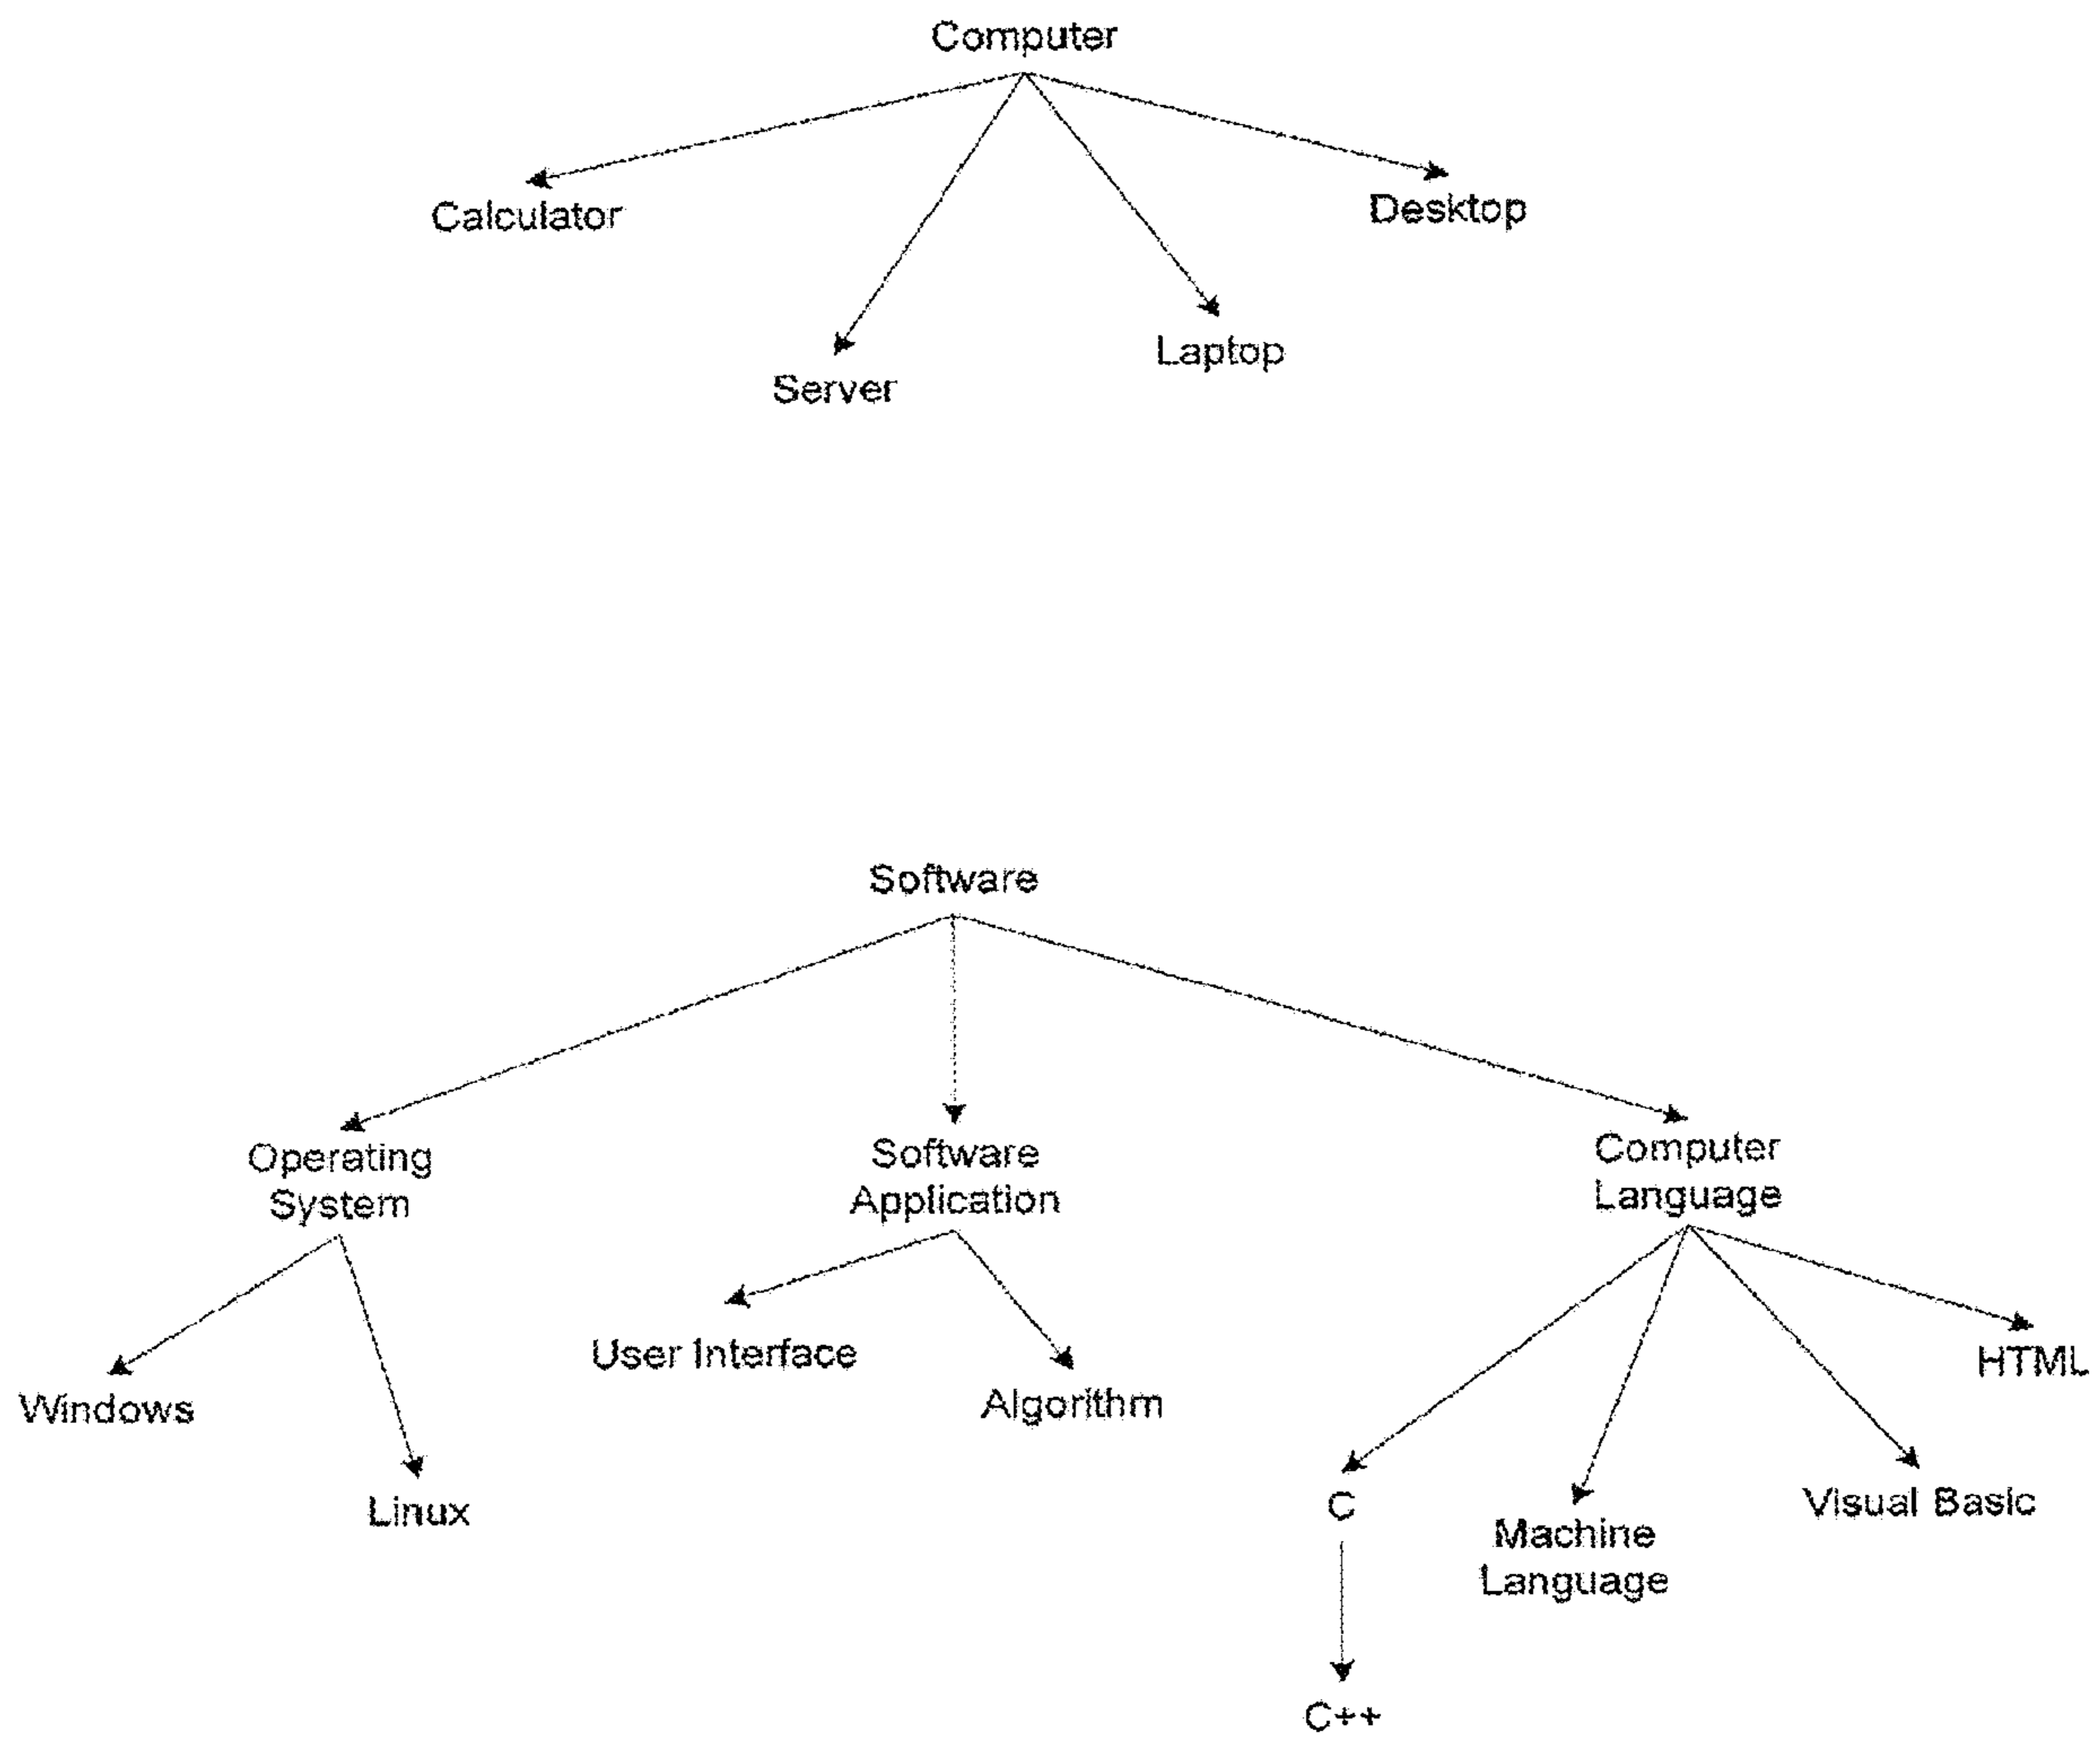 Computer
Calculator
Desktop
Server
Laptop
Software
Operating
System
Software
Application
Computer
Language
Windows
Linux
User Interface
Algorithm
C
Machine
Language
Visual Basic
HTML
C++